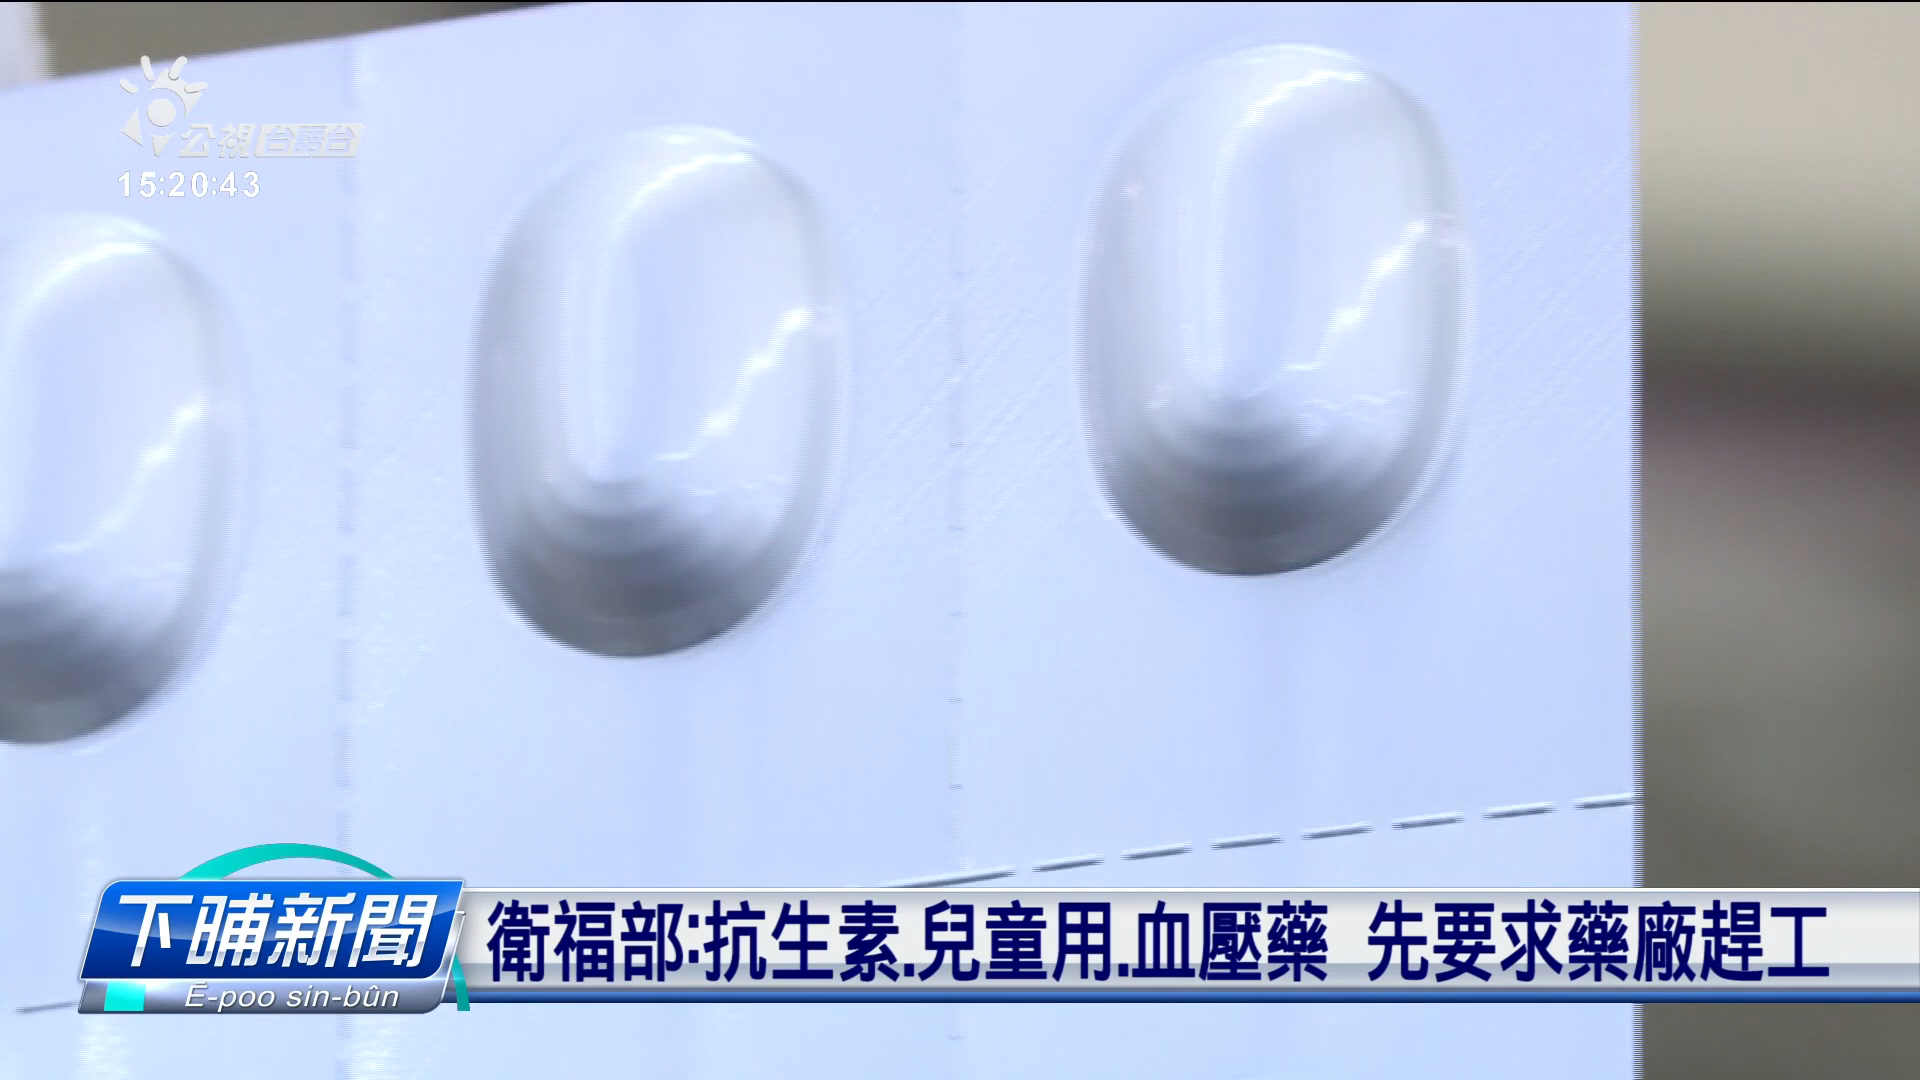 公視台語台
15:20:43
下晡新聞
Ē-poo sin-bûn
衛福部:抗生素.兒童用.血壓藥 先要求藥廠趕工